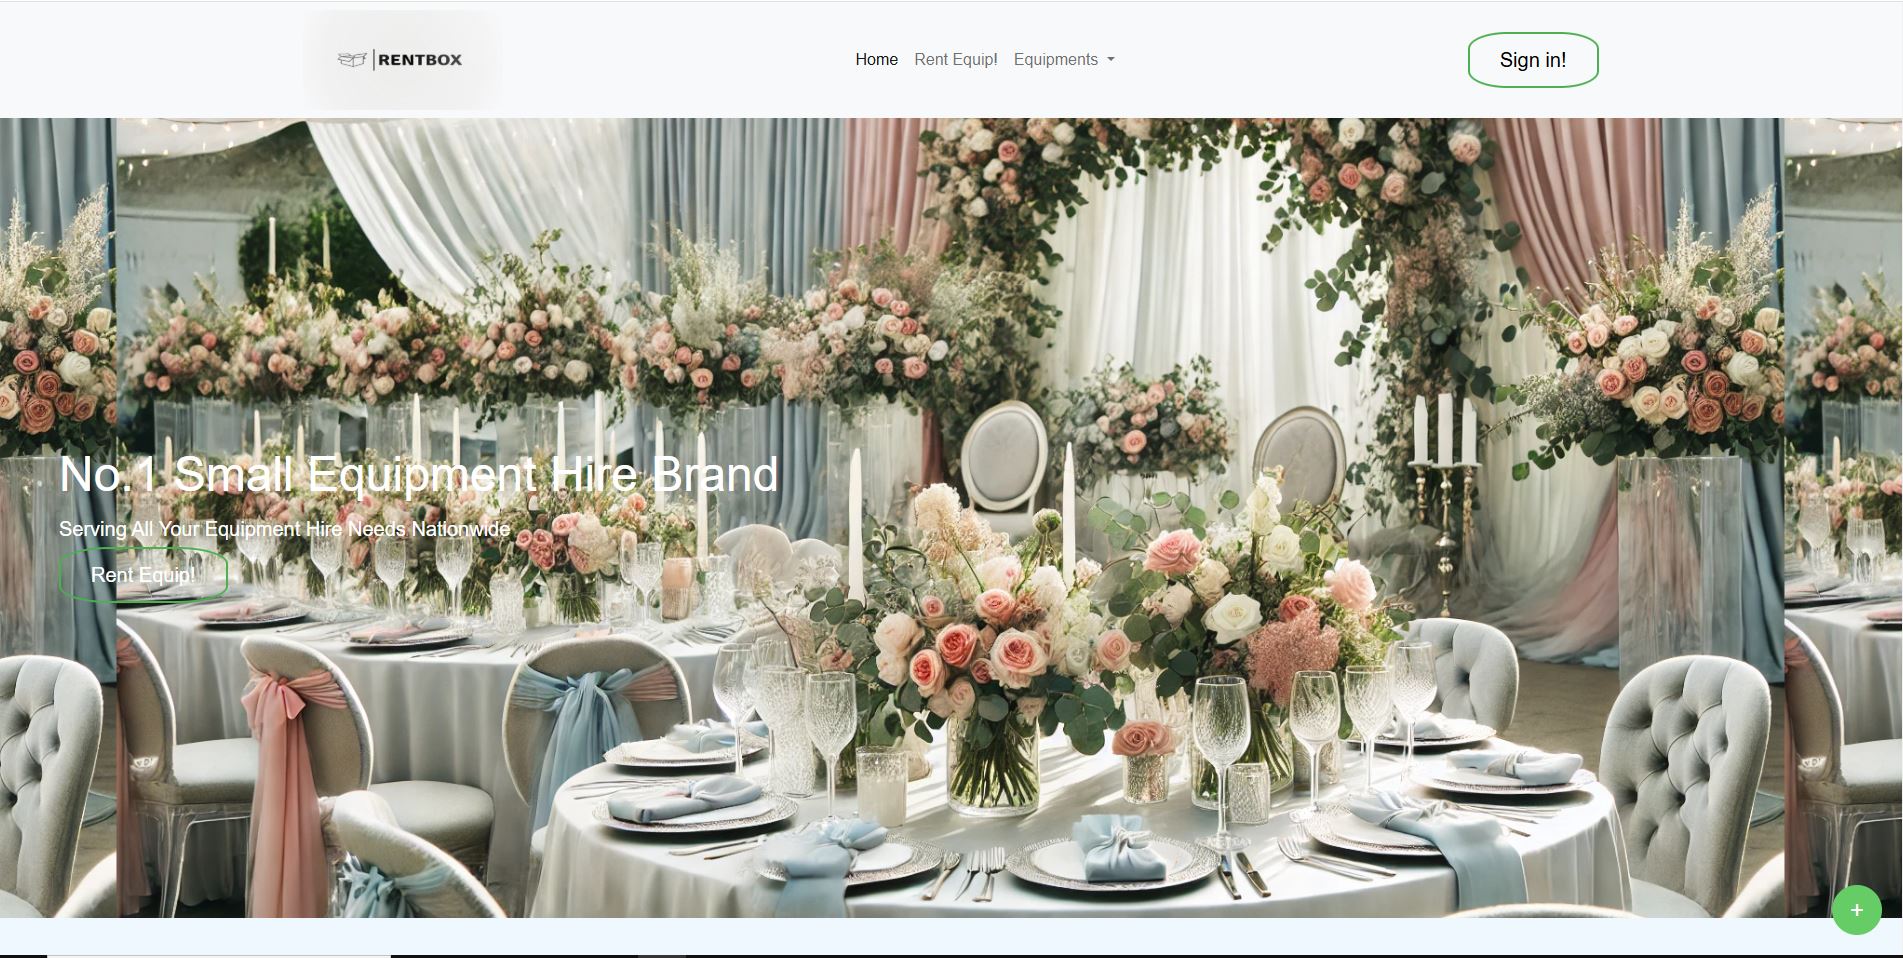 RENTBOX
Home Rent Equip! Equipments
Sign in!
No.1 Small Equipment Hire Brand
Serving All Your Equipment Hire Needs Nationwide
Rent Equip!
+